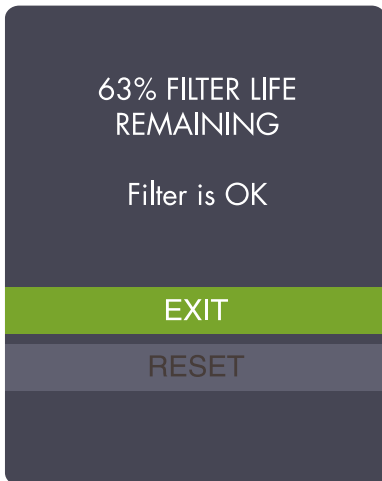 63% FILTER LIFE
REMAINING
Filter is OK
EXIT
RESET